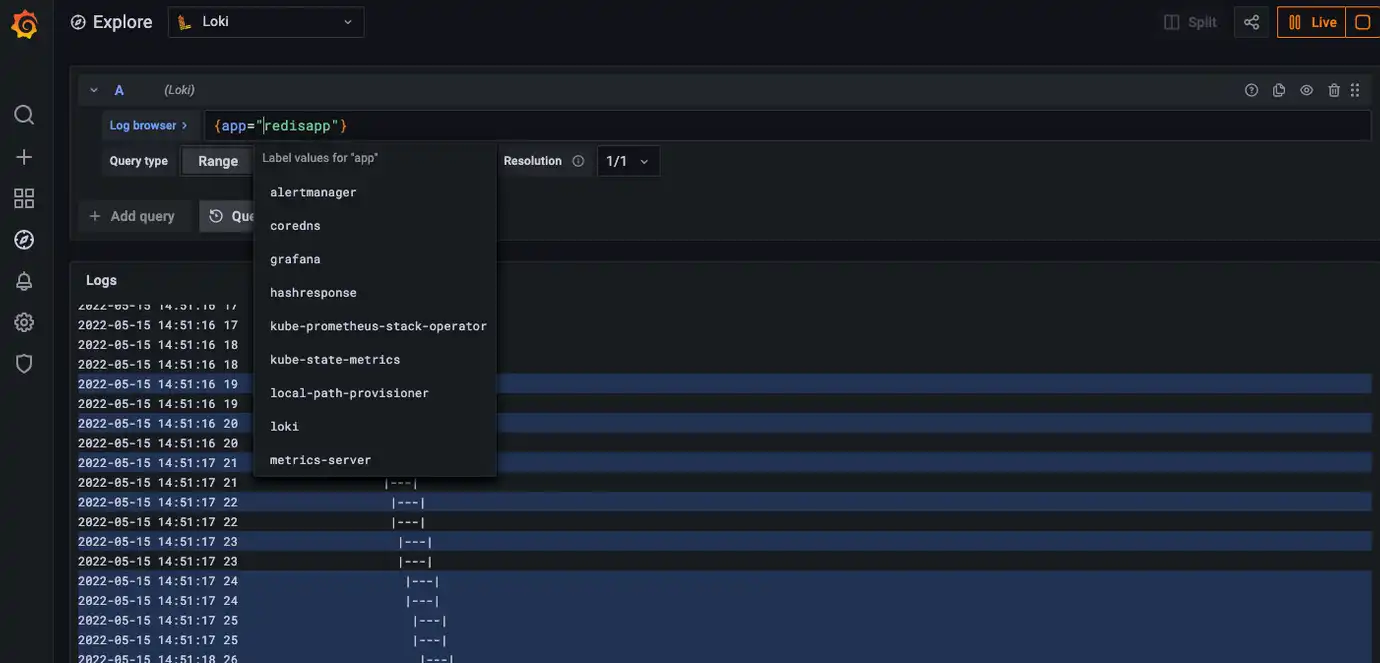 Explore Loki Split Live
A (Loki)
Log browser > {app="redisapp"}
Query type Range Resolution 1/1
Label values for "app"
alertmanager
coredns
grafana
hashresponse
kube-prometheus-stack-operator
kube-state-metrics
local-path-provisioner
loki
metrics-server
+ Add query Que
Logs
2022-05-15 14:51:16 17
2022-05-15 14:51:16 17
2022-05-15 14:51:16 18
2022-05-15 14:51:16 18
2022-05-15 14:51:16 19
2022-05-15 14:51:16 19
2022-05-15 14:51:16 20
2022-05-15 14:51:16 20
2022-05-15 14:51:17 21
2022-05-15 14:51:17 21 |---|
2022-05-15 14:51:17 22 |---|
2022-05-15 14:51:17 22 |---|
2022-05-15 14:51:17 23 |---|
2022-05-15 14:51:17 23 |---|
2022-05-15 14:51:17 24 |---|
2022-05-15 14:51:17 24 |---|
2022-05-15 14:51:17 25 |---|
2022-05-15 14:51:17 25 |---|
2022-05-15 14:51:18 26 |---|